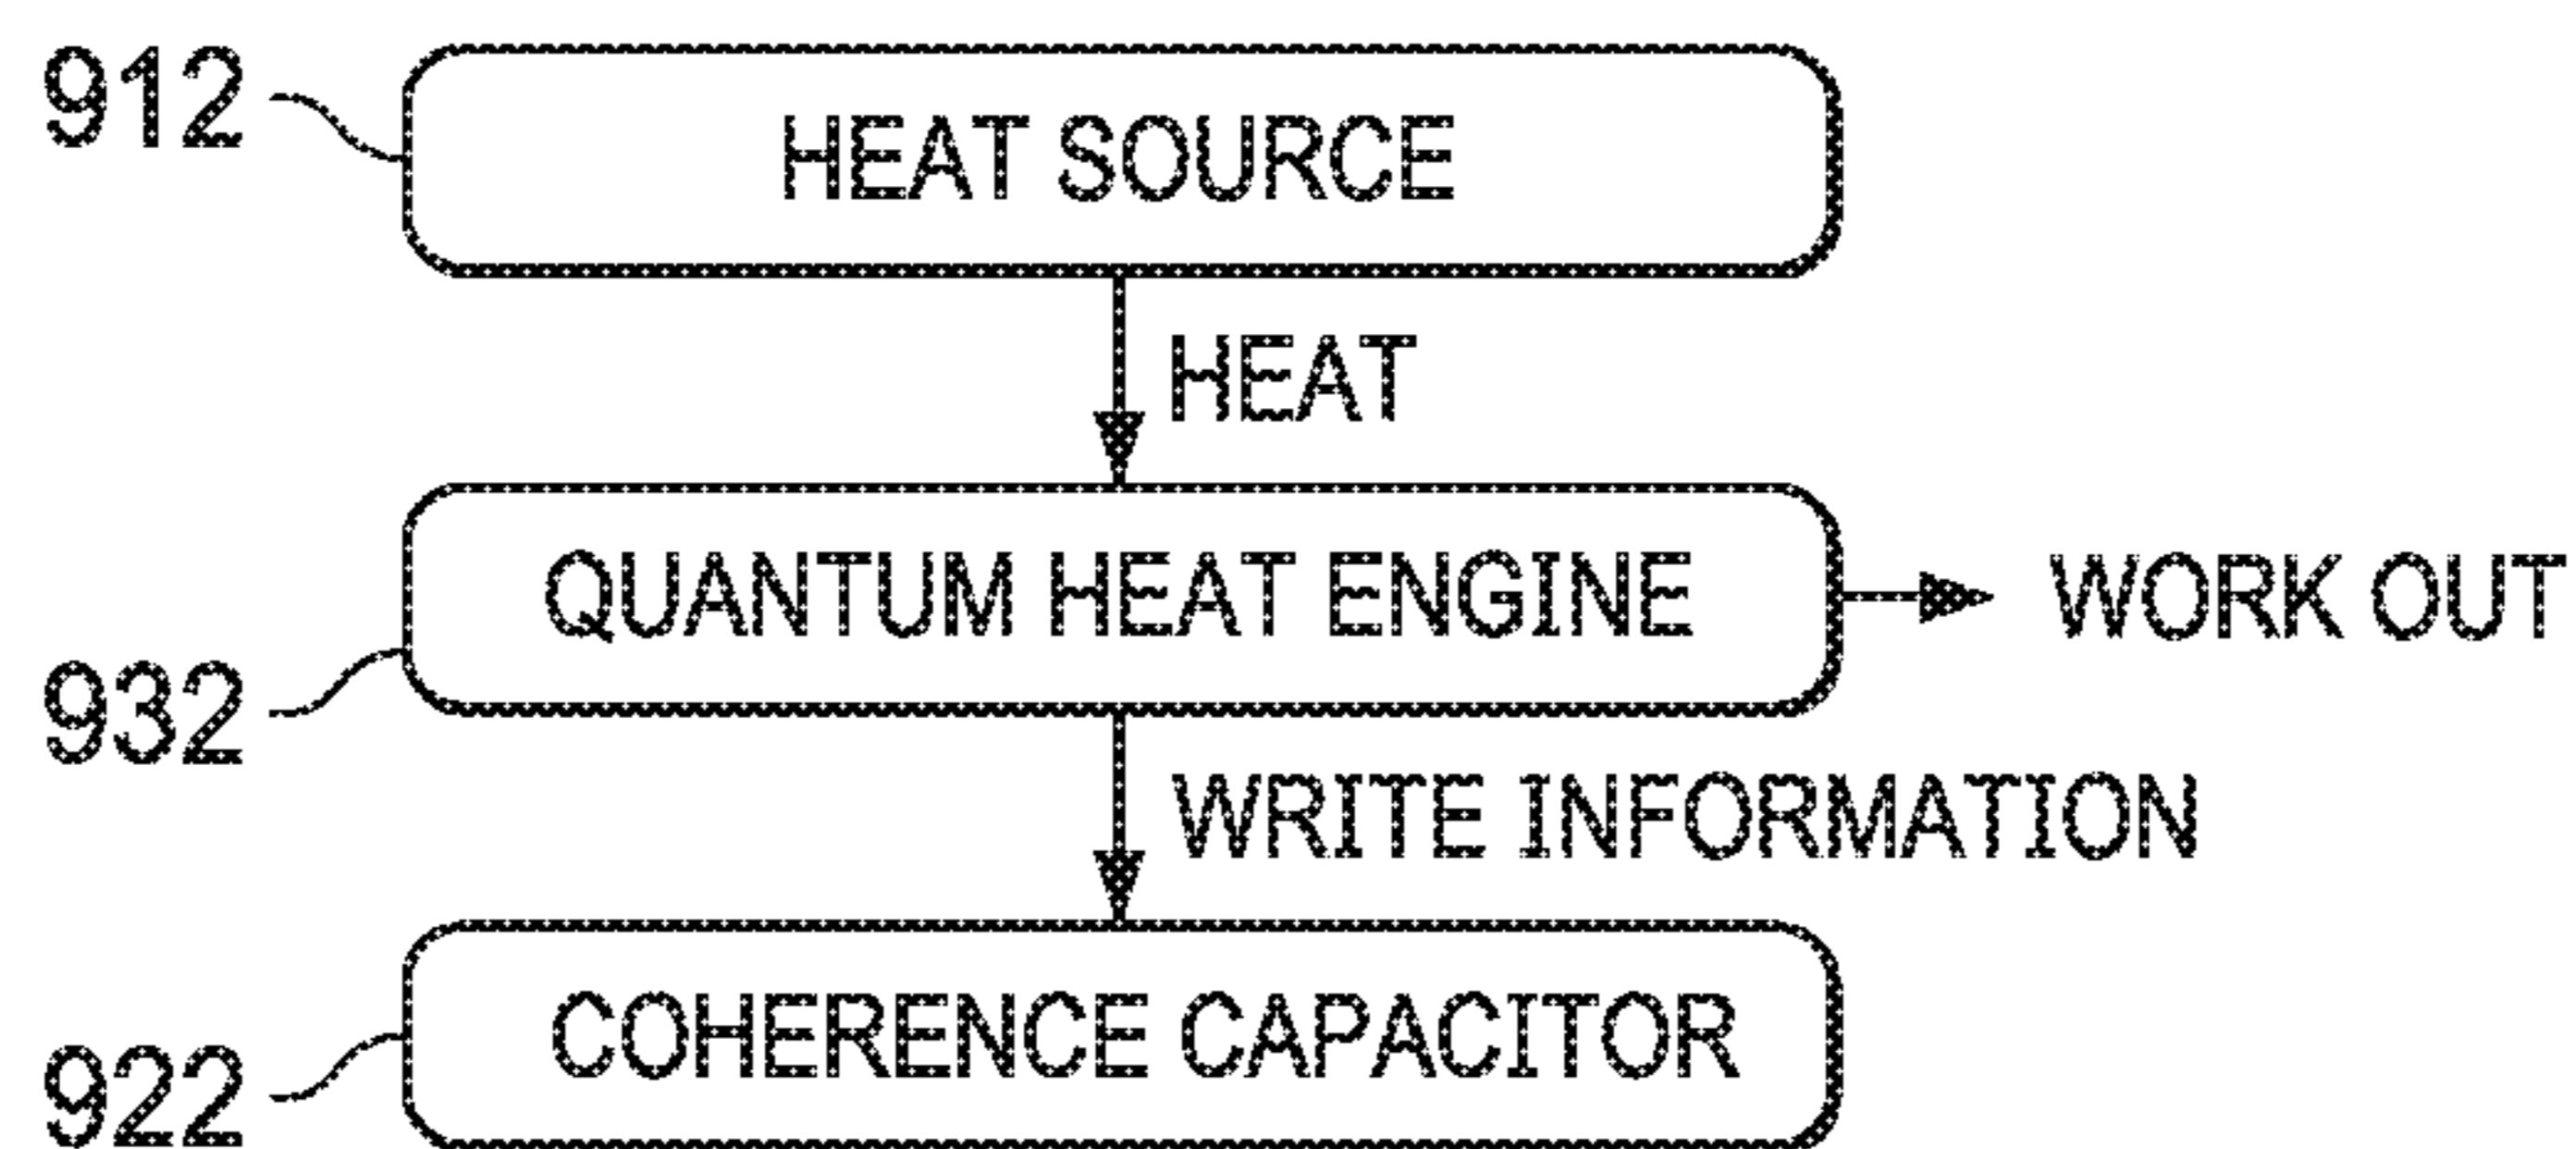 912
HEAT SOURCE
HEAT
QUANTUM HEAT ENGINE
WORK OUT
932
WRITE INFORMATION
COHERENCE CAPACITOR
922